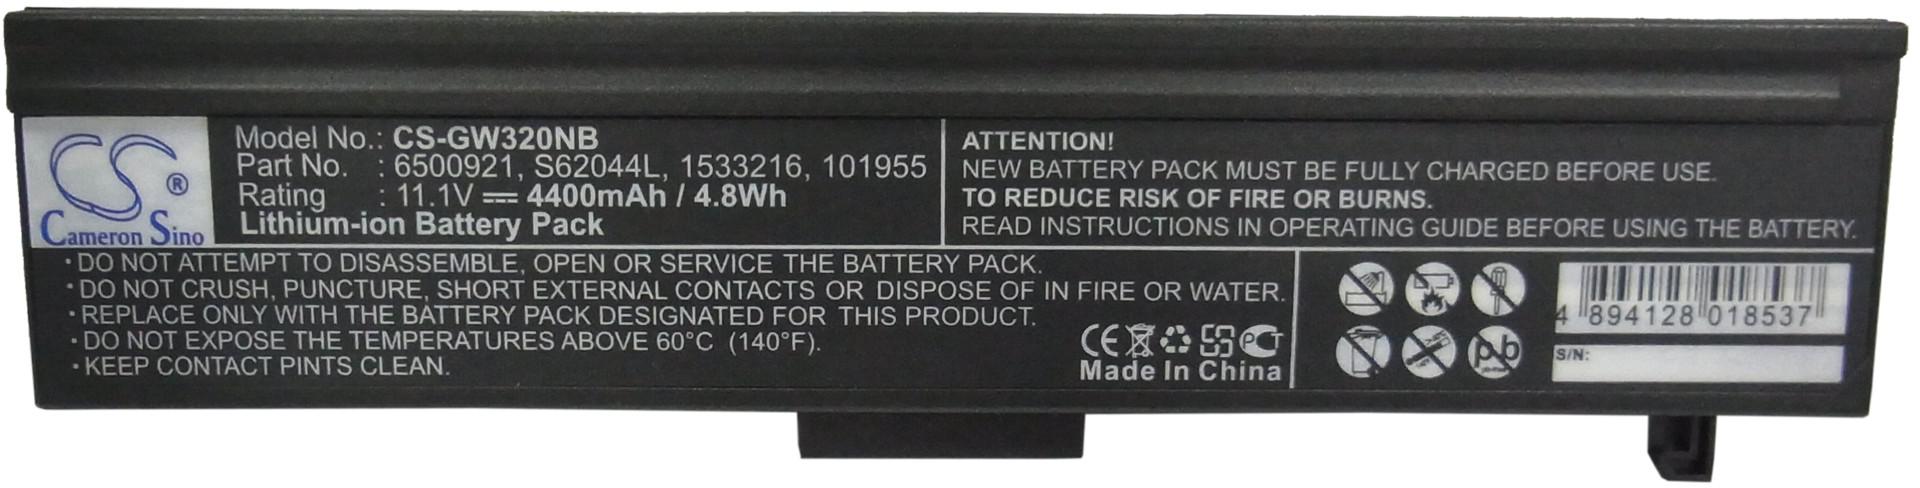 CS ®
Cameron Sino
Model No.: CS-GW320NB
Part No. : 6500921, S62044L, 1533216, 101955
Rating : 11.1V 4400mAh / 4.8Wh
Lithium-ion Battery Pack
ATTENTION!
NEW BATTERY PACK MUST BE FULLY CHARGED BEFORE USE.
TO REDUCE RISK OF FIRE OR BURNS.
READ INSTRUCTIONS IN OPERATING GUIDE BEFORE USING THE BATTERY.
·DO NOT ATTEMPT TO DISASSEMBLE, OPEN OR SERVICE THE BATTERY PACK.
·DO NOT CRUSH, PUNCTURE, SHORT EXTERNAL CONTACTS OR DISPOSE OF IN FIRE OR WATER.
·REPLACE ONLY WITH THE BATTERY PACK DESIGNATED FOR THIS PRODUCT.
·DO NOT EXPOSE THE TEMPERATURES ABOVE 60°C (140°F).
·KEEP CONTACT PINTS CLEAN.
CE PCT
Made In China
pb
4 894128 018537
S/N: